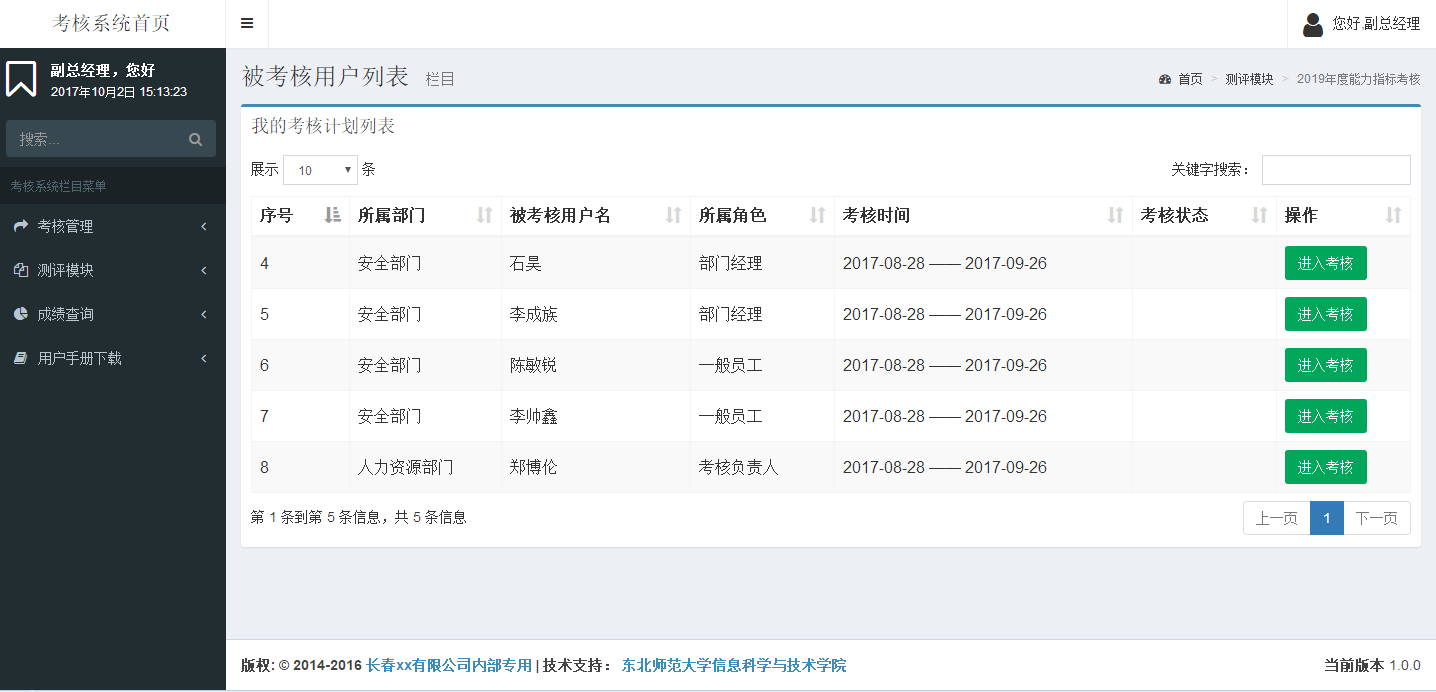 考核系统首页
您好,副总经理
副总经理，您好
2017年10月2日 15:13:23
搜索...
考核系统栏目菜单
考核管理
测评模块
成绩查询
用户手册下载
被考核用户列表 栏目
首页 > 测评模块 > 2019年度能力指标考核
我的考核计划列表
展示 10 条
关键字搜索：
序号 所属部门 被考核用户名 所属角色 考核时间 考核状态 操作
4 安全部门 石昊 部门经理 2017-08-28 —— 2017-09-26 进入考核
5 安全部门 李成族 部门经理 2017-08-28 —— 2017-09-26 进入考核
6 安全部门 陈敏锐 一般员工 2017-08-28 —— 2017-09-26 进入考核
7 安全部门 李帅鑫 一般员工 2017-08-28 —— 2017-09-26 进入考核
8 人力资源部门 郑博伦 考核负责人 2017-08-28 —— 2017-09-26 进入考核
第 1 条到第 5 条信息，共 5 条信息
上一页 1 下一页
版权: © 2014-2016 长春xx有限公司内部专用 | 技术支持： 东北师范大学信息科学与技术学院
当前版本 1.0.0